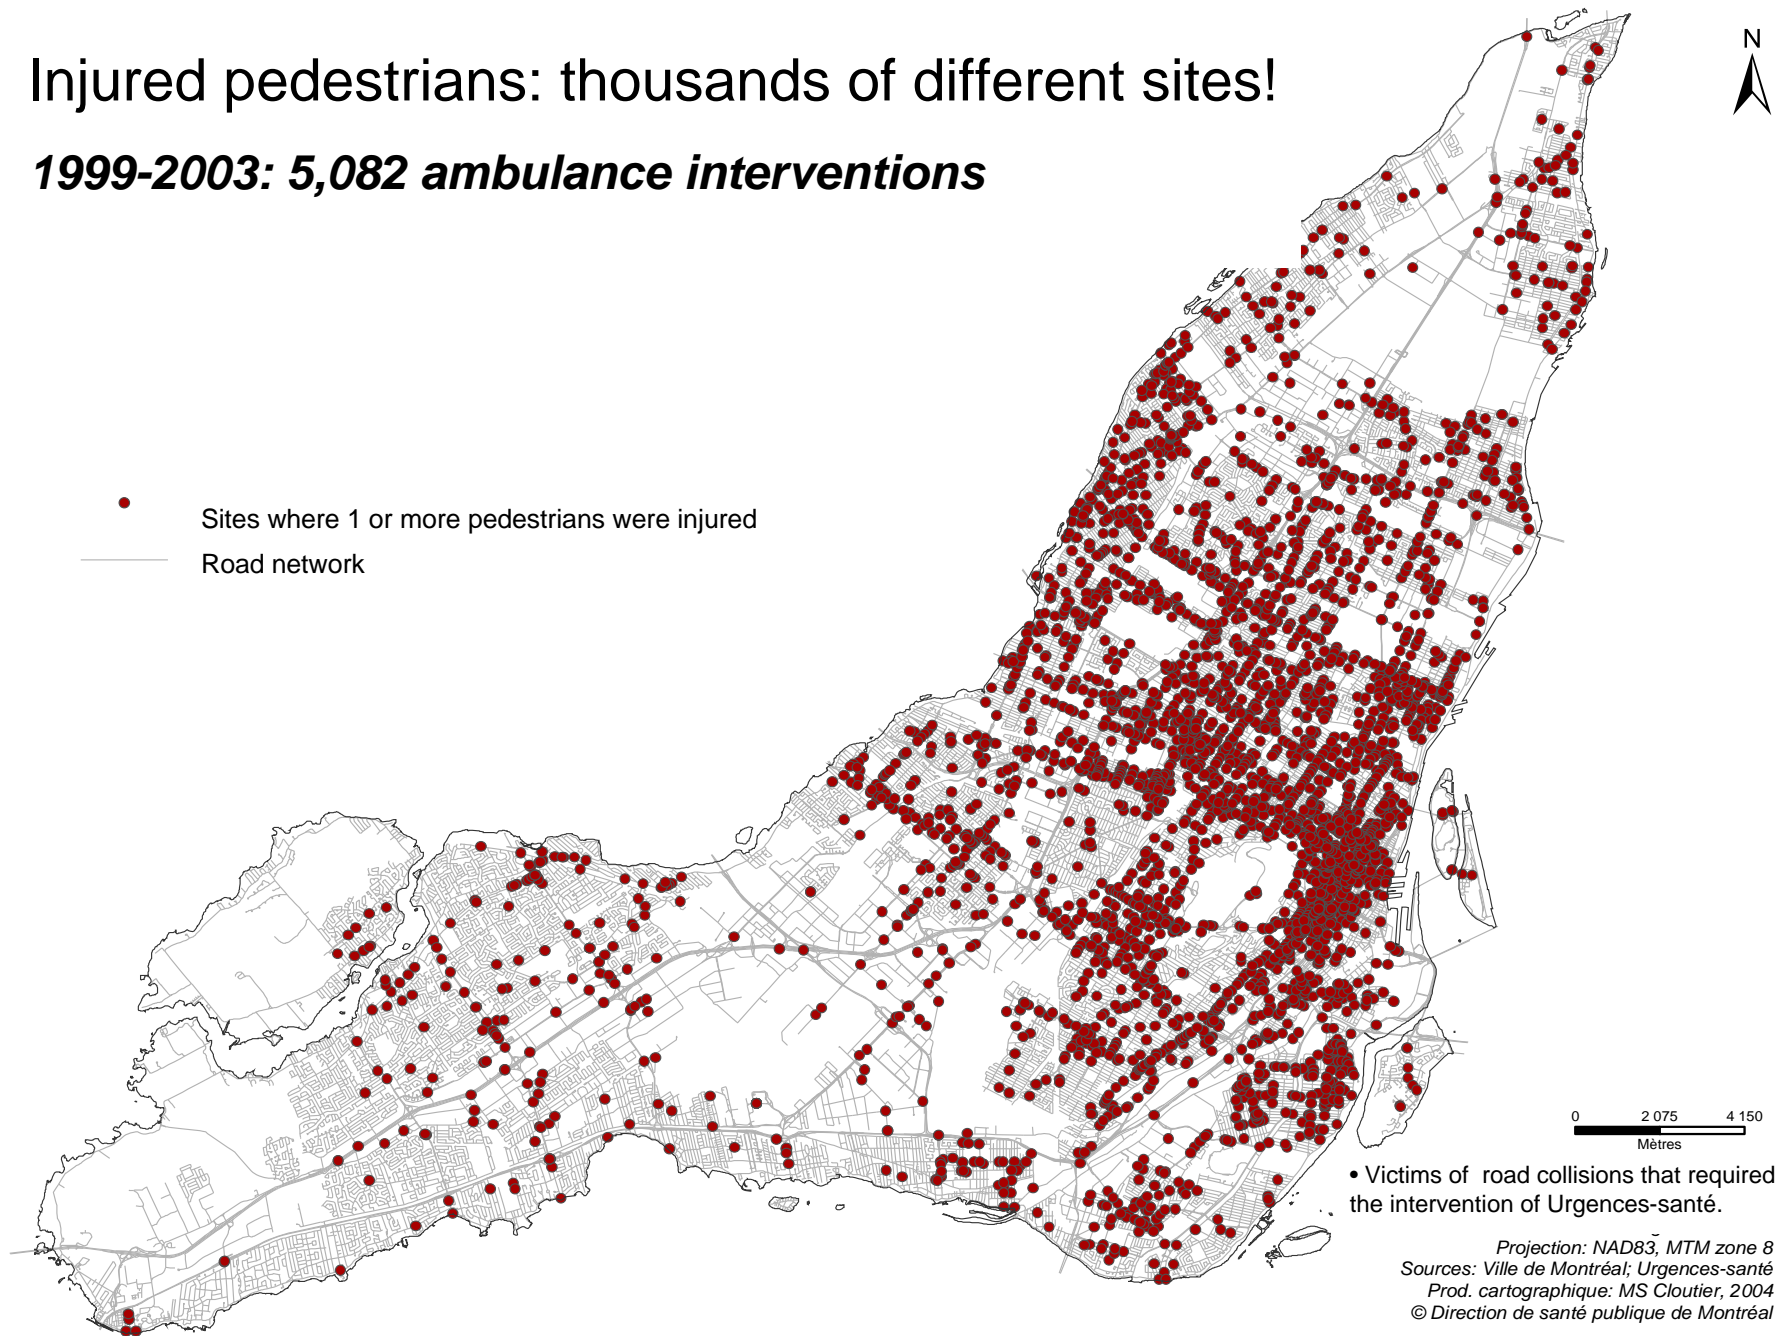 Injured pedestrians: thousands of different sites!
1999-2003: 5,082 ambulance interventions
N
Sites where 1 or more pedestrians were injured
Road network
0 2 075 4 150
Mètres
• Victims of road collisions that required
the intervention of Urgences-santé.
Projection: NAD83, MTM zone 8
Sources: Ville de Montréal; Urgences-santé
Prod. cartographique: MS Cloutier, 2004
© Direction de santé publique de Montréal